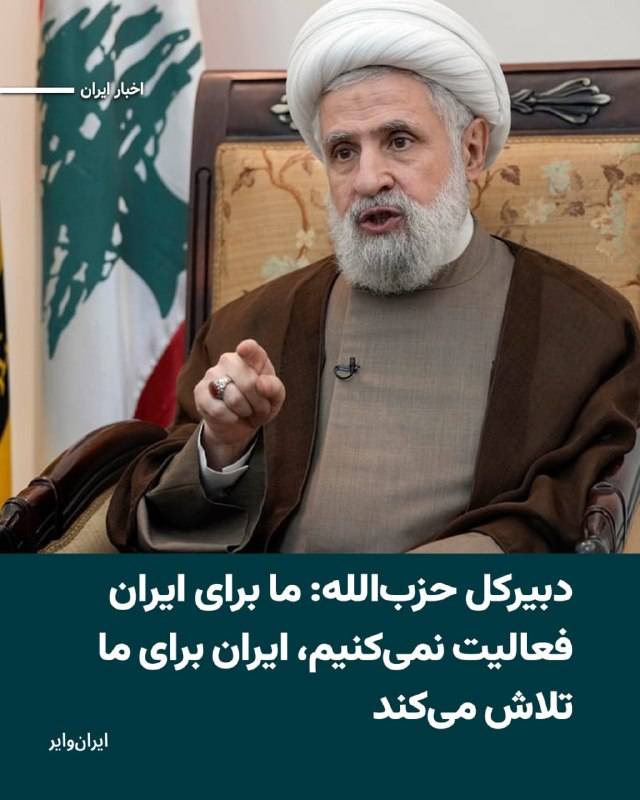 اخبار ایران
دبیرکل حزب‌الله: ما برای ایران
فعالیت نمی‌کنیم، ایران برای ما
تلاش می‌کند
ایران‌وایر